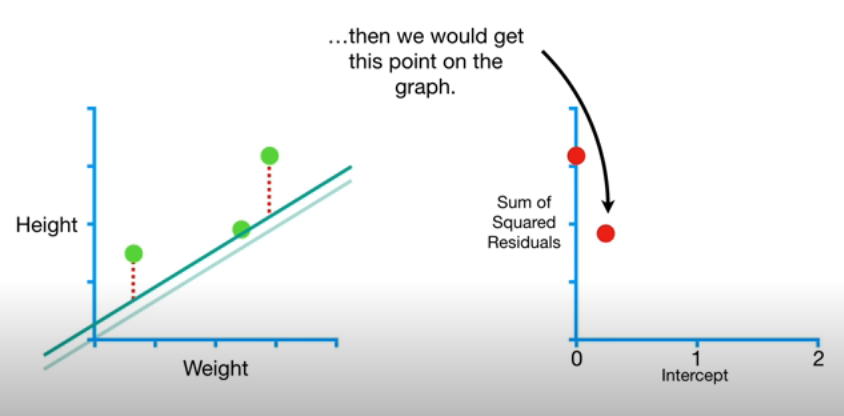 ...then we would get
this point on the
graph.
Height
Weight
Sum of
Squared
Residuals
0
1
2
Intercept